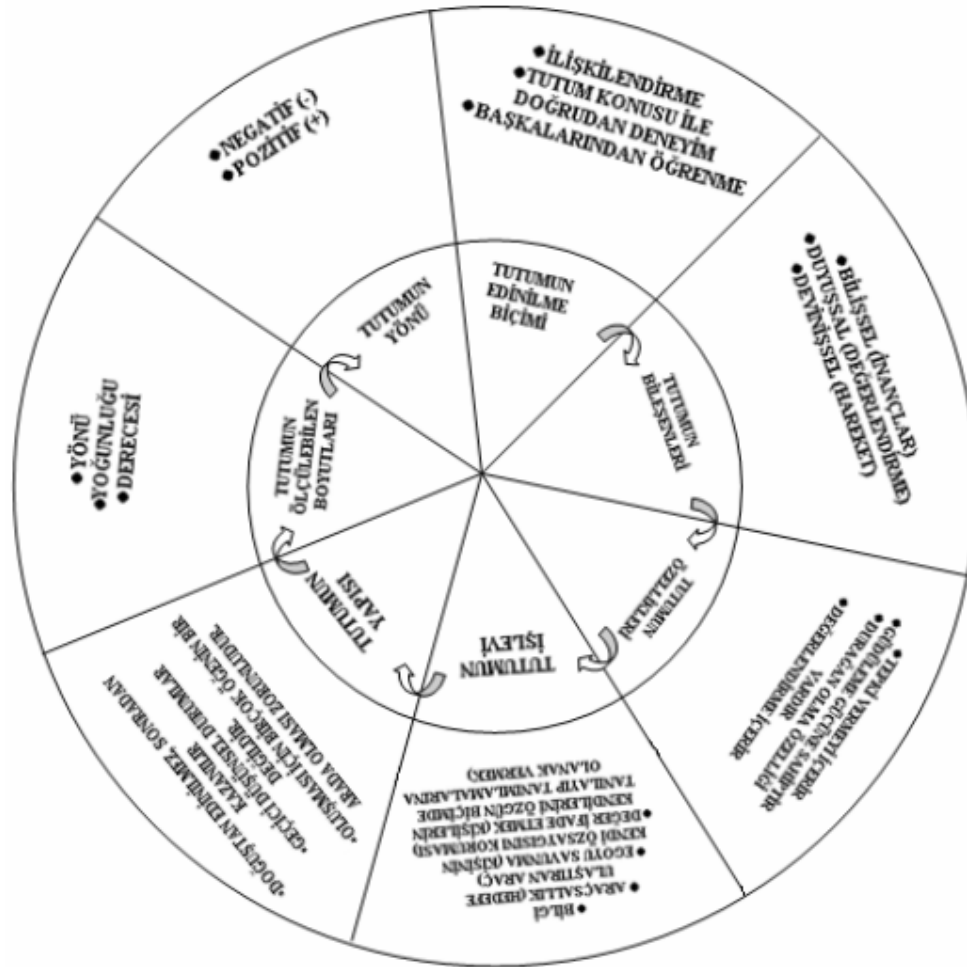 TUTUMUN
EDİNİLME
BİÇİMİ
●İLİŞKİLENDİRME
●TUTUM KONUSU İLE
DOĞRUDAN DENEYİM
●BAŞKALARINDAN ÖĞRENME
TUTUMUN
BİLEŞENLERİ
●BİLİŞSEL (İNANÇLAR)
●DUYUŞSAL (DEĞERLENDİRME)
●DEVİNİŞSEL (HAREKET)
TUTUMUN
ÖZELLİKLERİ
●TEPKİ VERMEYİ İÇERİR
●GÜDÜLEME GÜCÜNE SAHİPTİR
●DURAĞAN OLMA ÖZELLİĞİ
VARDIR
●DEĞERLENDİRME İÇERİR
TUTUMUN
İŞLEVİ
●BİLGİ
●ARAÇSALLIK (HEDEFE
ULAŞTIRAN ARAÇ)
●EGOYU SAVUNMA (KİŞİNİN
KENDİ ÖZSAYGISINI KORUMASI)
●DEĞER İFADE ETMEK (KİŞİLERİN
KENDİLERİNİ ÖZGÜN BİÇİMDE
TANILAYIP TANIMLAMALARINA
OLANAK VERMEK)
TUTUMUN
YAPISI
•DOĞUŞTAN EDİNİLMEZ, SONRADAN
KAZANILIR.
•GEÇİCİ DÜŞÜNSEL DURUMLAR
DEĞİLDİR.
•OLUŞMASI İÇİN BİRÇOK ÖĞENİN BİR
ARADA OLMASI ZORUNLUDUR.
TUTUMUN
ÖLÇÜLEBİLEN
BOYUTLARI
●YÖNÜ
●YOĞUNLUĞU
●DERECESİ
TUTUMUN
YÖNÜ
●NEGATİF (-)
●POZİTİF (+)